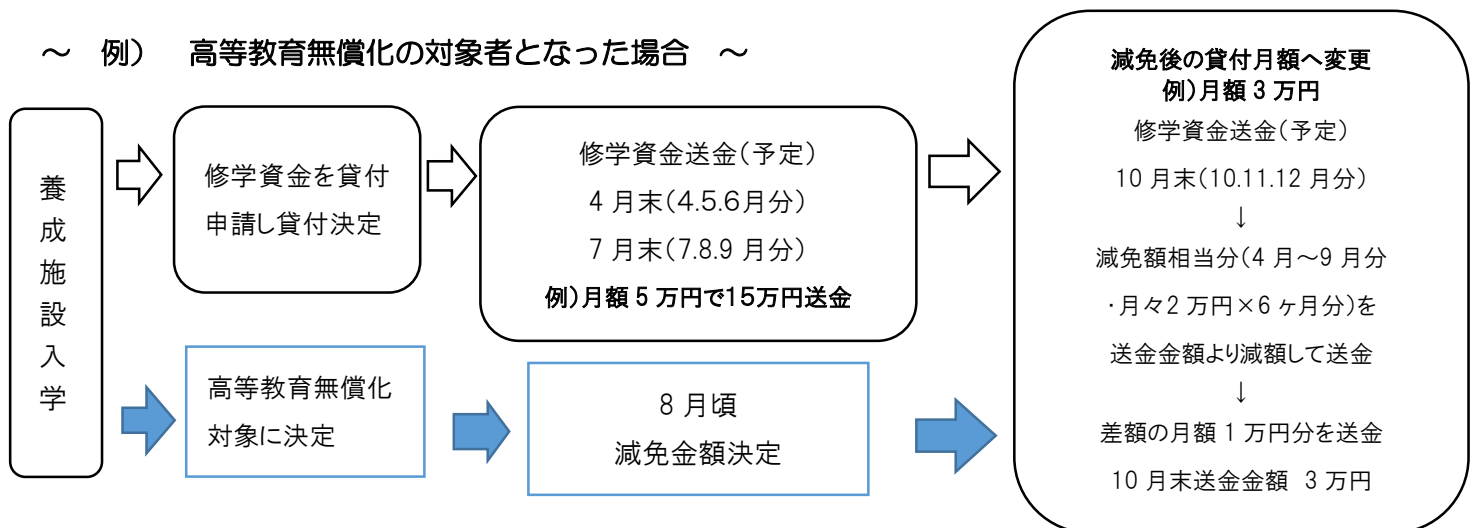 ～ 例） 高等教育無償化の対象者となった場合 ～
養成施設入学
修学資金を貸付
申請し貸付決定
修学資金送金（予定）
4月末（4.5.6月分）
7月末（7.8.9月分）
例）月額5万円で15万円送金
高等教育無償化
対象に決定
8月頃
減免金額決定
減免後の貸付月額へ変更
例）月額3万円
修学資金送金（予定）
10月末（10.11.12月分）
↓
減免額相当分（4月～9月分
・月々2万円×6ヶ月分）を
送金金額より減額して送金
↓
差額の月額1万円分を送金
10月末送金金額 3万円